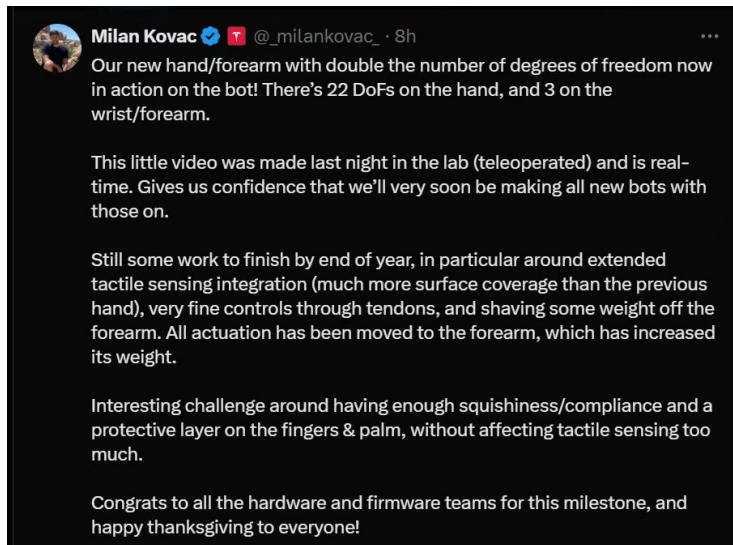 Milan Kovac @_milankovac_ · 8h
Our new hand/forearm with double the number of degrees of freedom now
in action on the bot! There’s 22 DoFs on the hand, and 3 on the
wrist/forearm.
This little video was made last night in the lab (teleoperated) and is real-
time. Gives us confidence that we’ll very soon be making all new bots with
those on.
Still some work to finish by end of year, in particular around extended
tactile sensing integration (much more surface coverage than the previous
hand), very fine controls through tendons, and shaving some weight off the
forearm. All actuation has been moved to the forearm, which has increased
its weight.
Interesting challenge around having enough squishiness/compliance and a
protective layer on the fingers & palm, without affecting tactile sensing too
much.
Congrats to all the hardware and firmware teams for this milestone, and
happy thanksgiving to everyone!